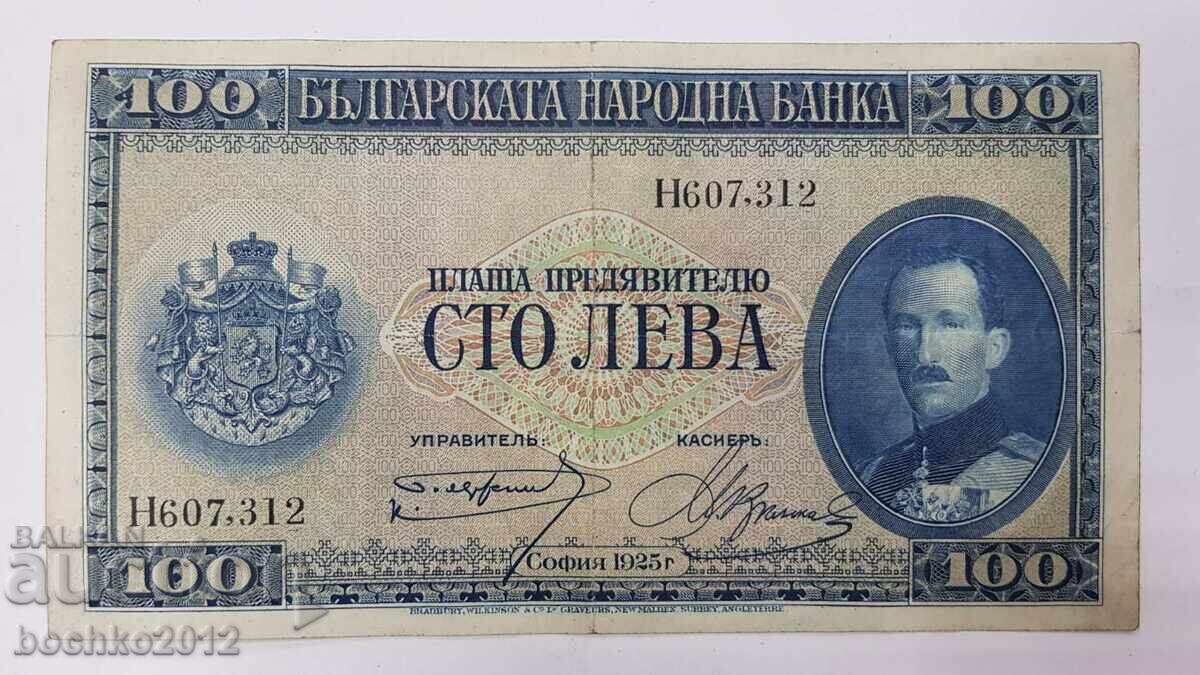 100 БЪЛГАРСКАТА НАРОДНА БАНКА 100
Н607,312
ПЛАЩА ПРЕДЯВИТЕЛЮ
СТО ЛЕВА
УПРАВИТЕЛЬ: КАСИЕРЪ:
Н607,312
София 1925 г
100 100
BRADBURY, WILKINSON & Co Ld GRAVEURS, NEW MALDEN, SURREY, ANGLETERRE
BALKAN
bochko2012